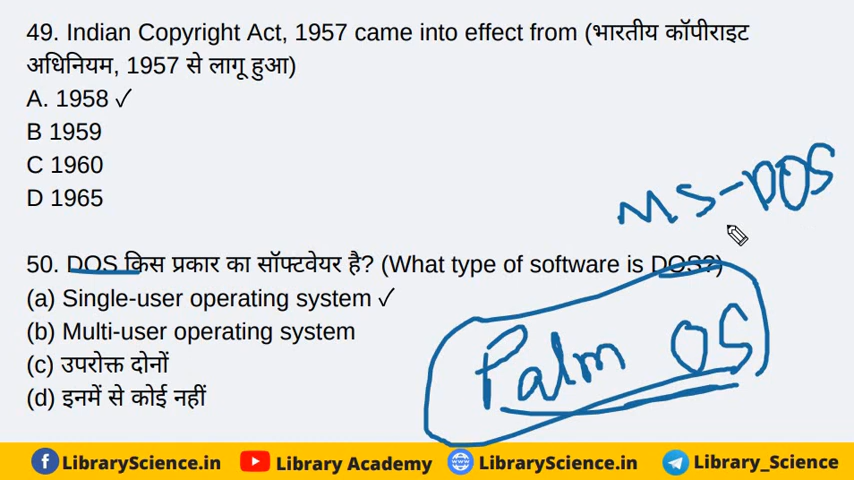 49. Indian Copyright Act, 1957 came into effect from (भारतीय कॉपीराइट
अधिनियम, 1957 से लागू हुआ)
A. 1958 ✓
B 1959
C 1960
D 1965
MS-DOS
50. DOS किस प्रकार का सॉफ्टवेयर है? (What type of software is DOS?)
(a) Single-user operating system ✓
(b) Multi-user operating system
(c) उपरोक्त दोनों
(d) इनमें से कोई नहीं
Palm OS
LibraryScience.in Library Academy LibraryScience.in Library_Science